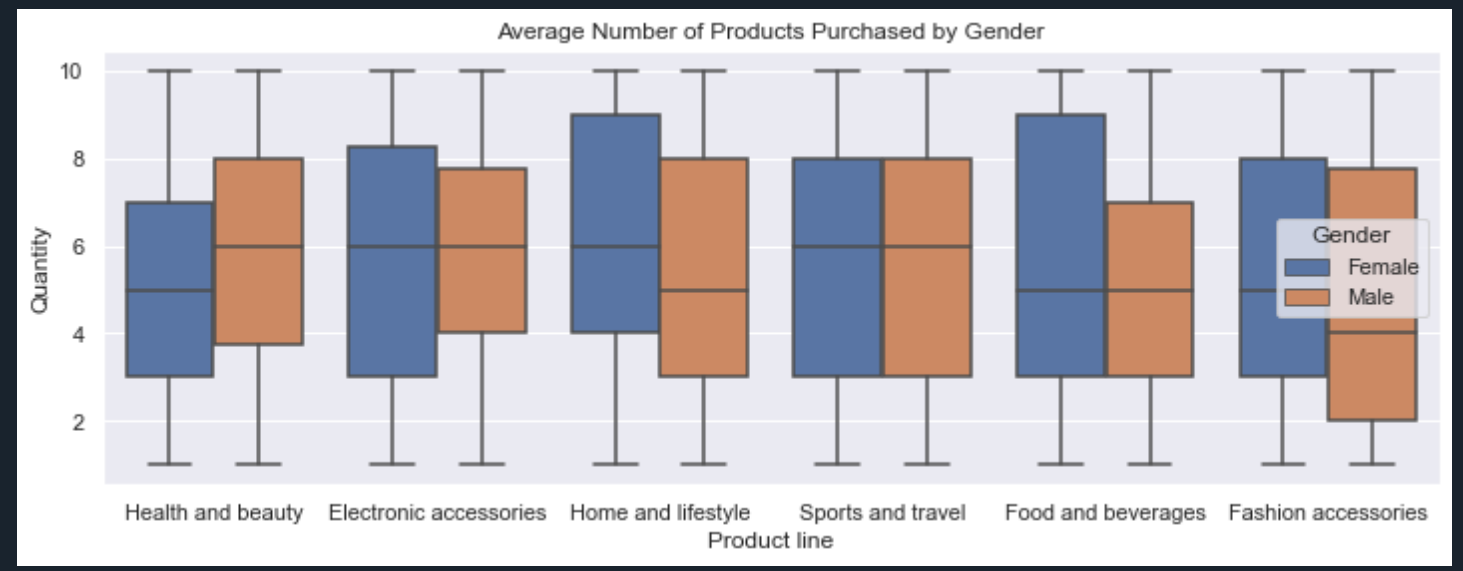 Average Number of Products Purchased by Gender
10
8
6
4
2
Quantity
Gender
Female
Male
Health and beauty Electronic accessories Home and lifestyle Sports and travel Food and beverages Fashion accessories
Product line